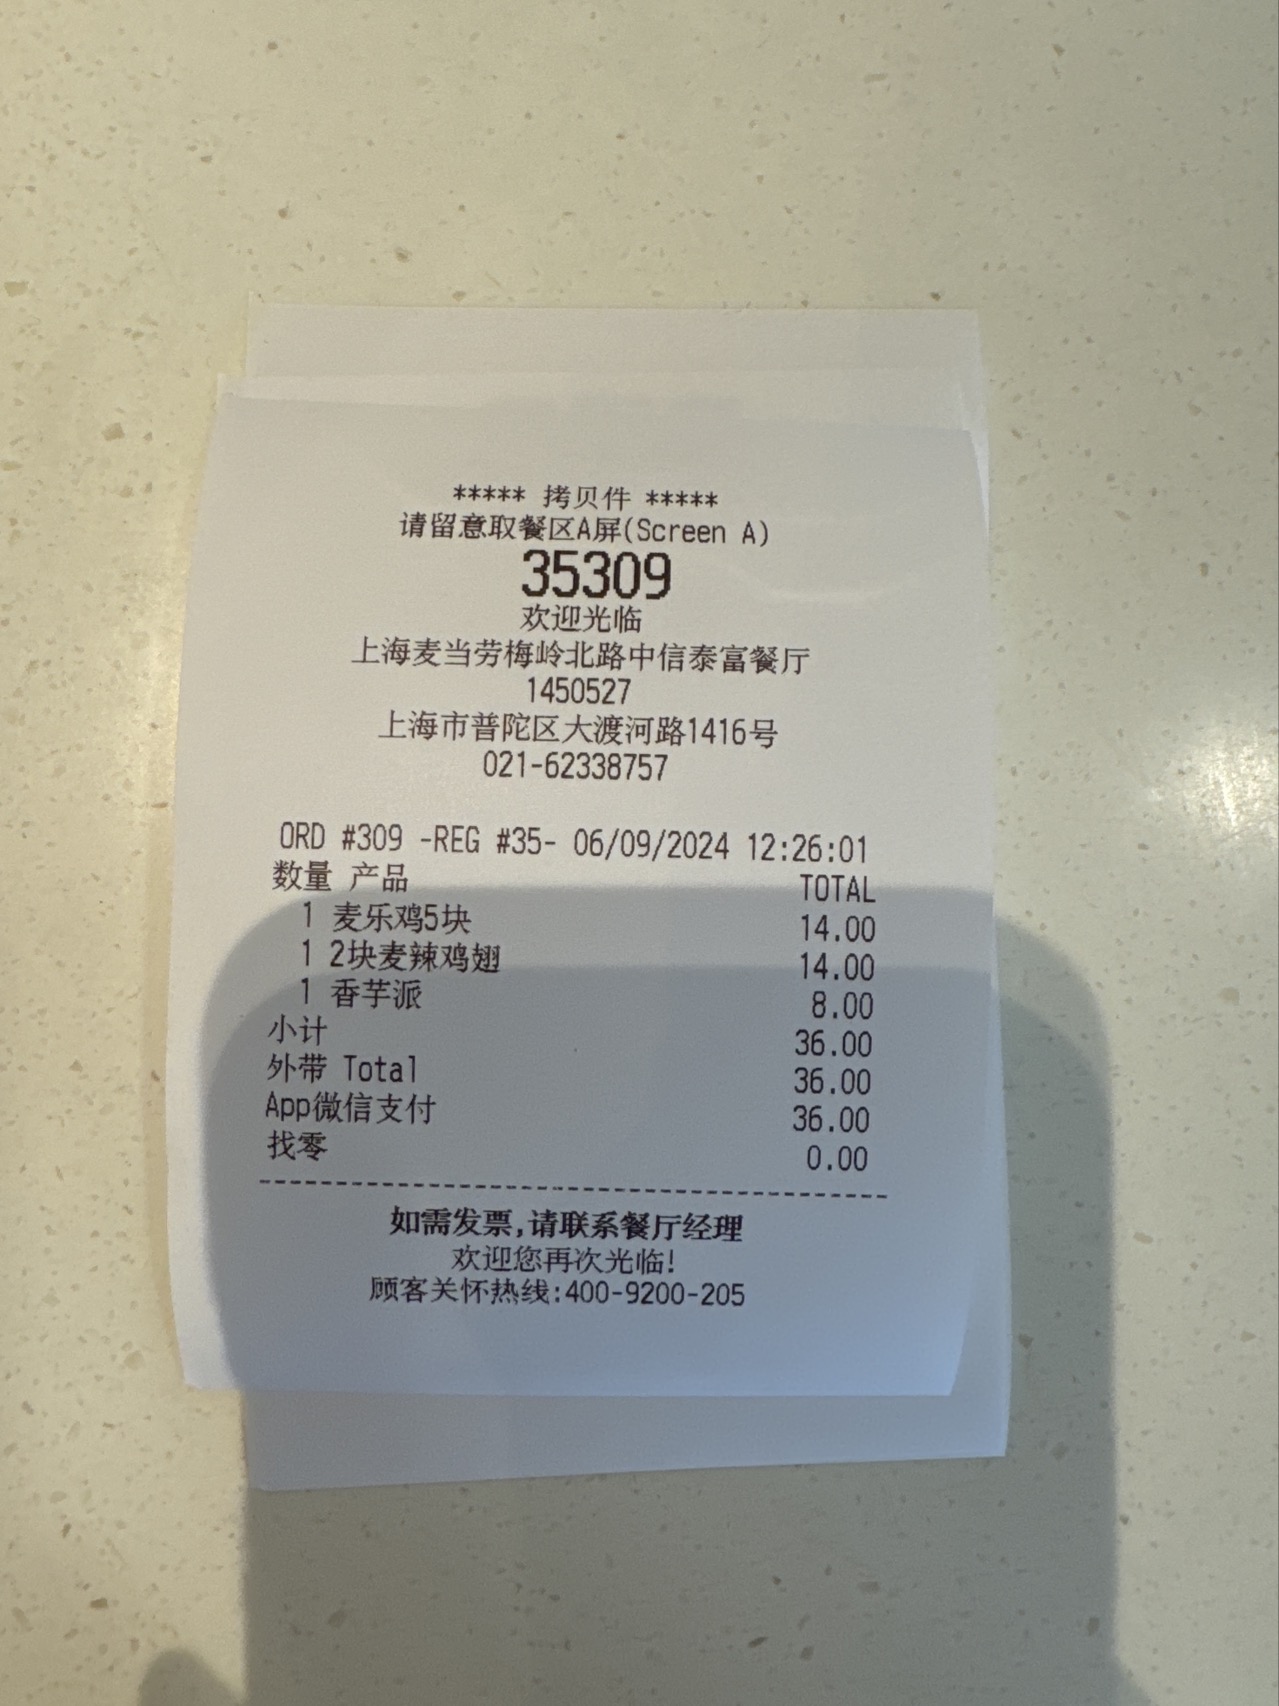 ***** 拷贝件 *****
请留意取餐区A屏(Screen A)
35309
欢迎光临
上海麦当劳梅岭北路中信泰富餐厅
1450527
上海市普陀区大渡河路1416号
021-62338757
ORD #309 -REG #35- 06/09/2024 12:26:01
数量 产品 TOTAL
1 麦乐鸡5块 14.00
1 2块麦辣鸡翅 14.00
1 香芋派 8.00
小计 36.00
外带 Total 36.00
App微信支付 36.00
找零 0.00
如需发票,请联系餐厅经理
欢迎您再次光临!
顾客关怀热线:400-9200-205